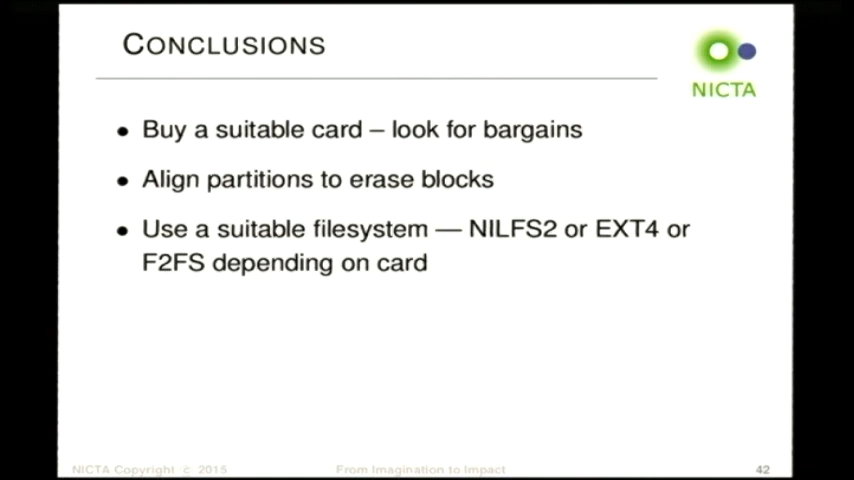 CONCLUSIONS
NICTA
• Buy a suitable card – look for bargains
• Align partitions to erase blocks
• Use a suitable filesystem — NILFS2 or EXT4 or
F2FS depending on card
NICTA Copyright © 2015 From Imagination to Impact 42